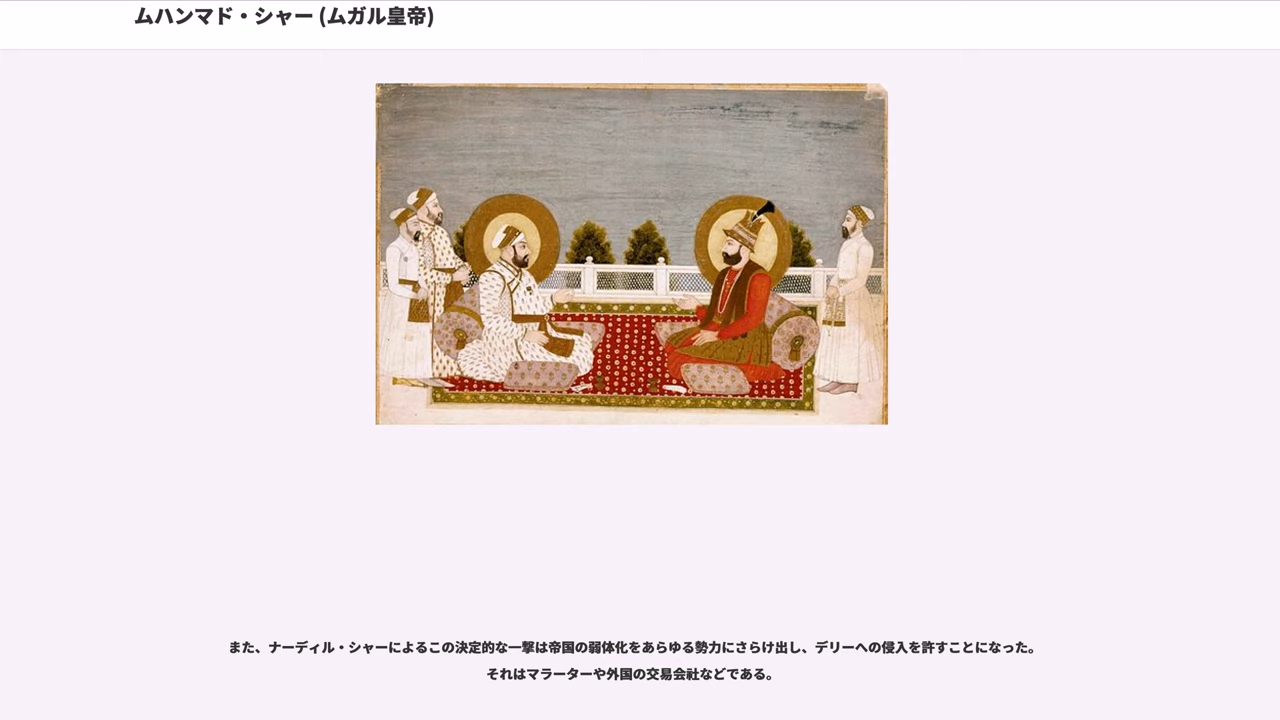 ムハンマド・シャー (ムガル皇帝)
また、ナーディル・シャーによるこの決定的な一撃は帝国の弱体化をあらゆる勢力にさらけ出し、デリーへの侵入を許すことになった。
それはマラーターや外国の交易会社などである。